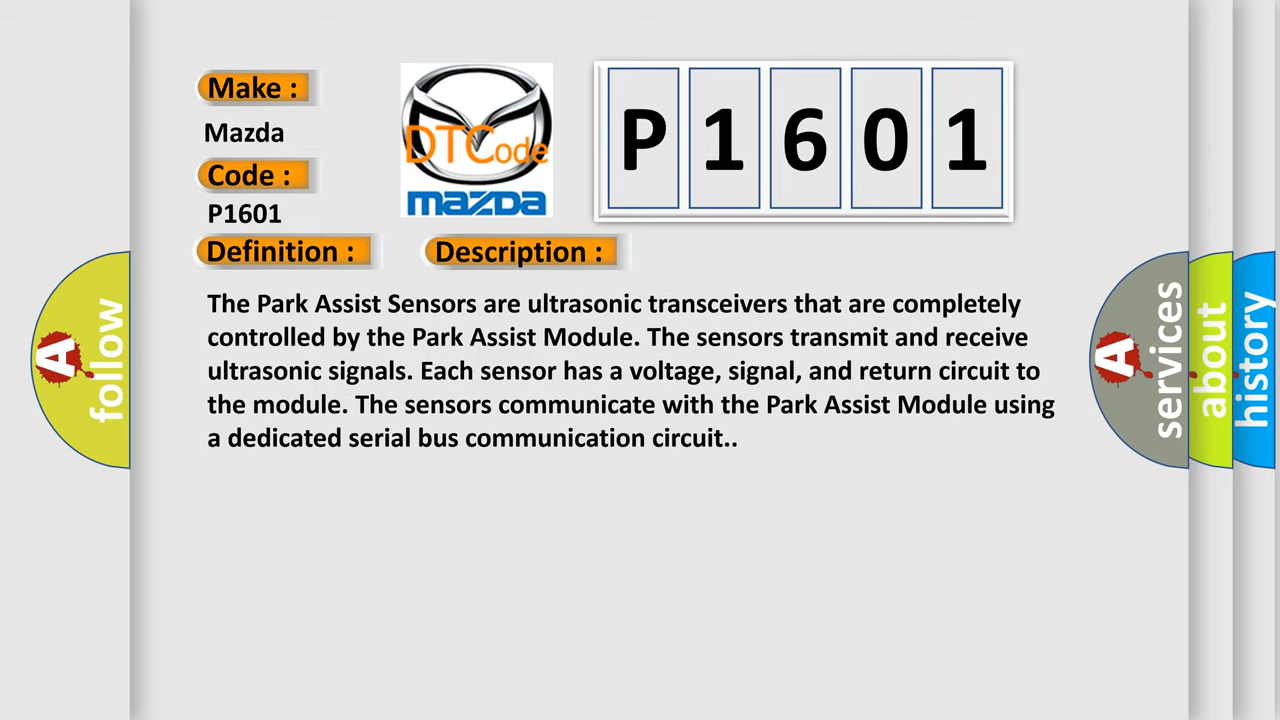 Make :
Mazda
Code :
P1601
Definition :
Description :
DTCode
mazda
P 1 6 0 1
The Park Assist Sensors are ultrasonic transceivers that are completely
controlled by the Park Assist Module. The sensors transmit and receive
ultrasonic signals. Each sensor has a voltage, signal, and return circuit to
the module. The sensors communicate with the Park Assist Module using
a dedicated serial bus communication circuit..
A follow
A services
about
history